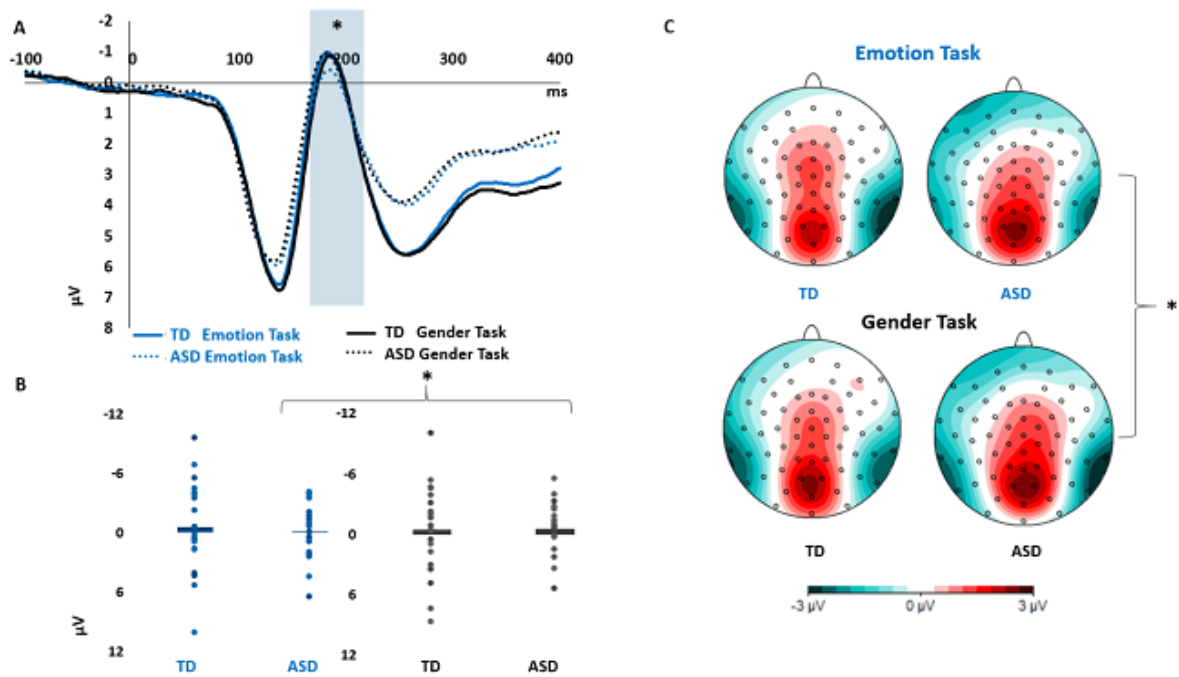 A
-2
-1
0
1
2
3
4
5
6
7
8
μV
*
-100 0 100 200 300 400
ms
TD Emotion Task
TD Gender Task
ASD Emotion Task
ASD Gender Task
B
*
-12
-6
0
6
12
μV
-12
-6
0
6
12
TD ASD TD ASD
C
Emotion Task
TD ASD
*
Gender Task
TD ASD
-3 μV 0 μV 3 μV